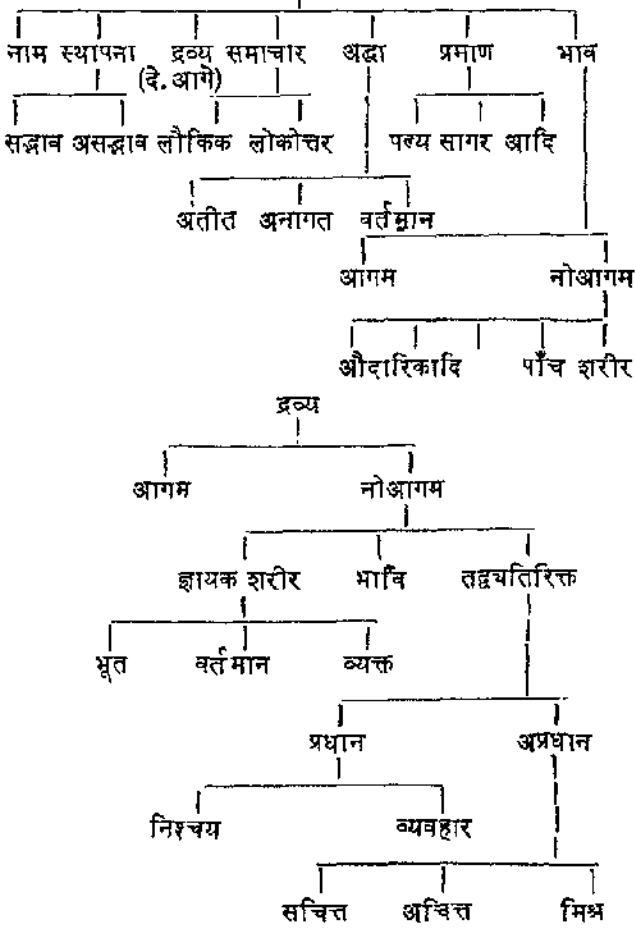 नाम स्थापना द्रव्य समाचार अद्धा प्रमाण भाव
(दे. आगे)
सद्भाव असद्भाव लौकिक लोकोत्तर पल्य सागर आदि
अतीत अनागत वर्तमान
आगम नोआगम
औदारिकादि पाँच शरीर
द्रव्य
आगम नोआगम
ज्ञायक शरीर भावि तद्वयतिरिक्त
भूत वर्तमान व्यक्त
प्रधान अप्रधान
निश्चय व्यवहार
सचित्त अचित्त मिश्र